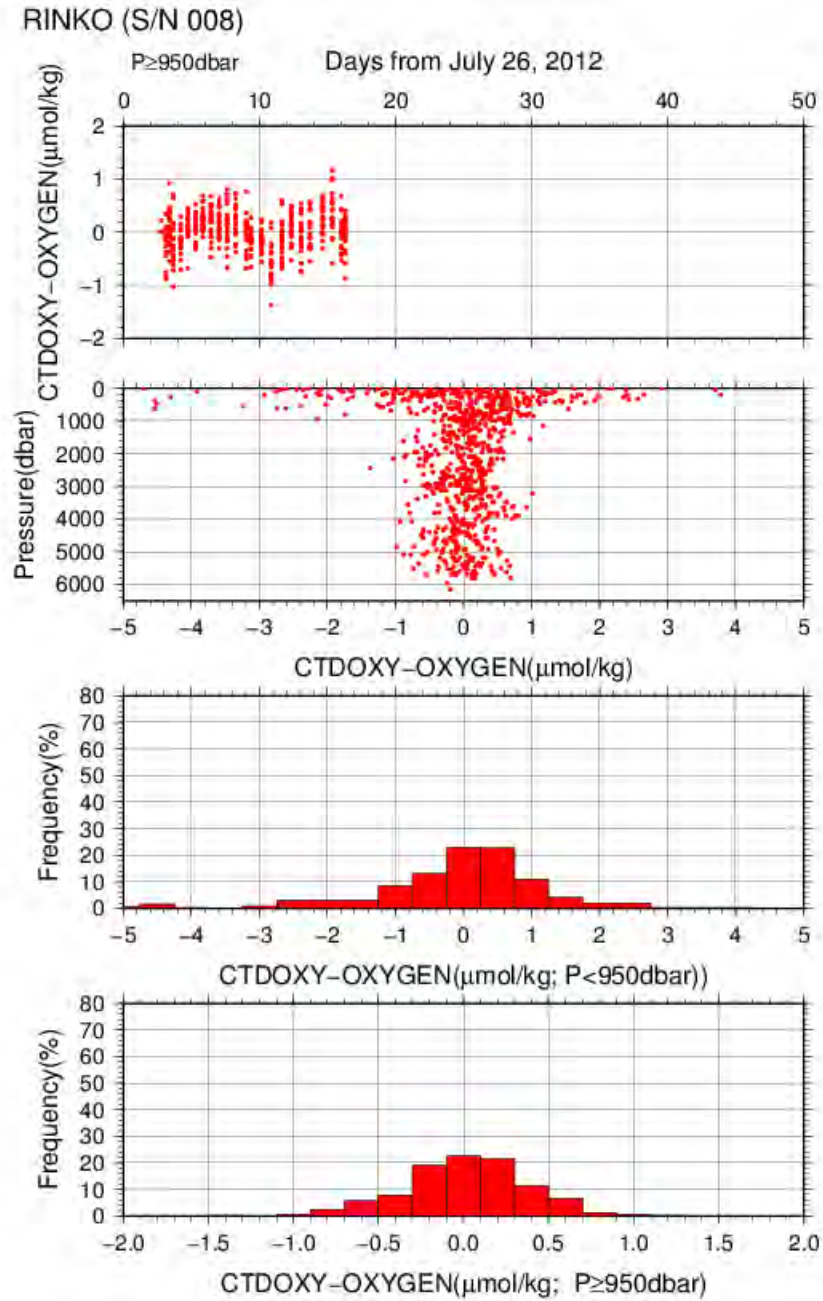 RINKO (S/N 008)
P≥950dbar Days from July 26, 2012
0 10 20 30 40 50
CTDOXY−OXYGEN(μmol/kg)
2
1
0
−1
−2
Pressure(dbar)
0
1000
2000
3000
4000
5000
6000
−5 −4 −3 −2 −1 0 1 2 3 4 5
CTDOXY−OXYGEN(μmol/kg)
Frequency(%)
80
70
60
50
40
30
20
10
0
−5 −4 −3 −2 −1 0 1 2 3 4 5
CTDOXY−OXYGEN(μmol/kg; P<950dbar))
Frequency(%)
80
70
60
50
40
30
20
10
0
−2.0 −1.5 −1.0 −0.5 0.0 0.5 1.0 1.5 2.0
CTDOXY−OXYGEN(μmol/kg; P≥950dbar)